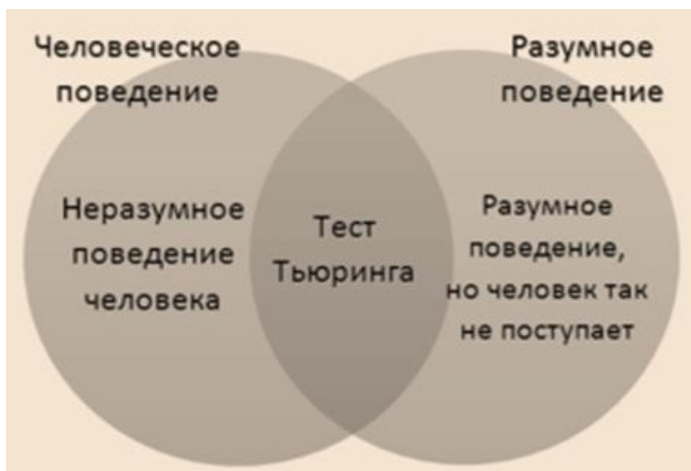 Человеческое
поведение
Разумное
поведение
Неразумное
поведение
человека
Тест
Тьюринга
Разумное
поведение,
но человек так
не поступает